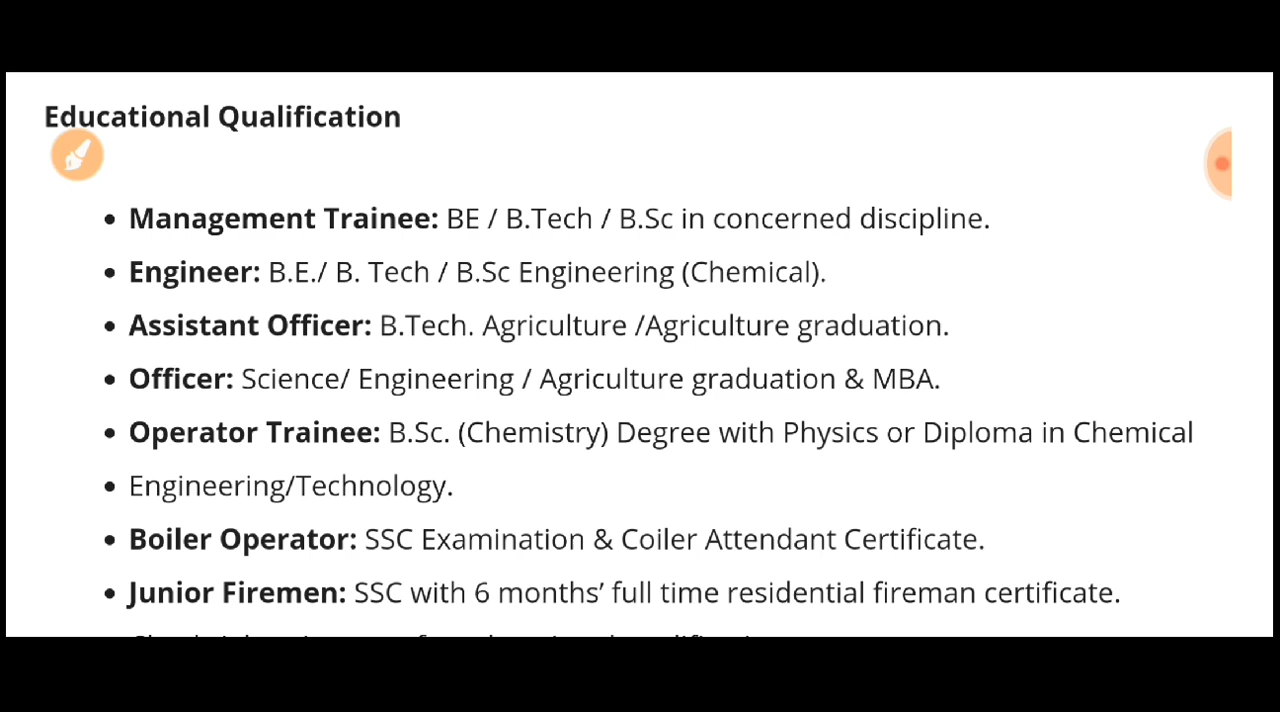 Educational Qualification
Management Trainee: BE / B.Tech / B.Sc in concerned discipline.
Engineer: B.E./ B. Tech / B.Sc Engineering (Chemical).
Assistant Officer: B.Tech. Agriculture /Agriculture graduation.
Officer: Science/ Engineering / Agriculture graduation & MBA.
Operator Trainee: B.Sc. (Chemistry) Degree with Physics or Diploma in Chemical
Engineering/Technology.
Boiler Operator: SSC Examination & Coiler Attendant Certificate.
Junior Firemen: SSC with 6 months’ full time residential fireman certificate.